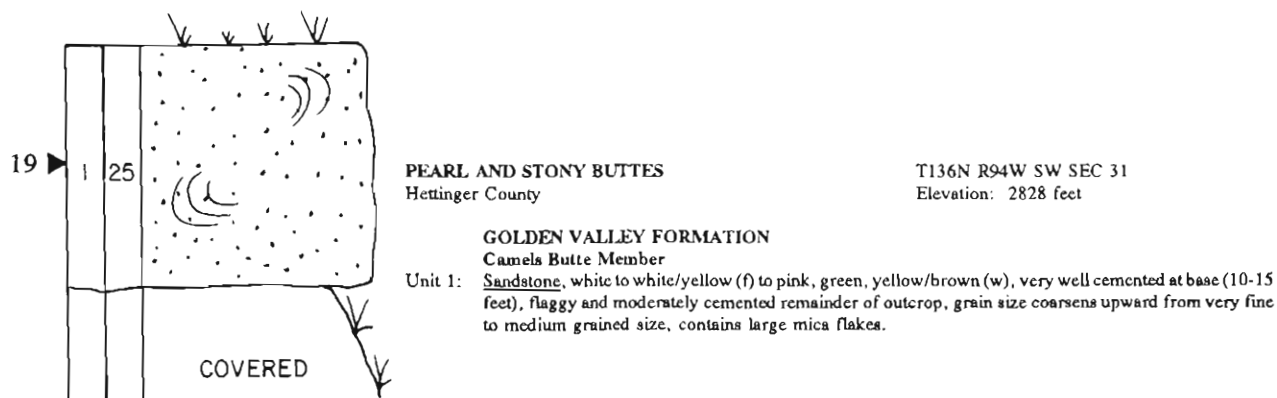 19 1 25
PEARL AND STONY BUTTES T136N R94W SW SEC 31
Hettinger County Elevation: 2828 feet
GOLDEN VALLEY FORMATION
Camels Butte Member
Unit 1: Sandstone, white to white/yellow (f) to pink, green, yellow/brown (w), very well cemented at base (10-15
feet), flaggy and moderately cemented remainder of outcrop, grain size coarsens upward from very fine
to medium grained size, contains large mica flakes.
COVERED